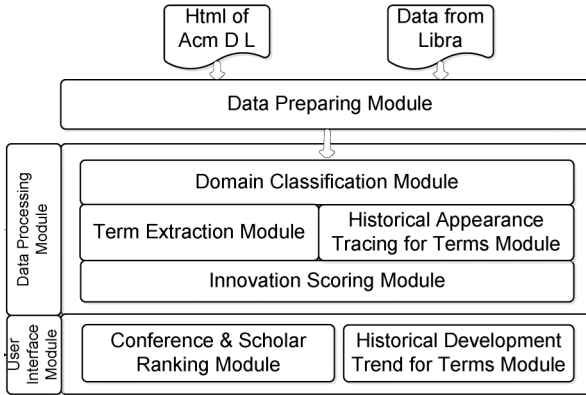 Html of
Acm D L
Data from
Libra
Data Preparing Module
Data Processing
Module
Domain Classification Module
Term Extraction Module
Historical Appearance
Tracing for Terms Module
Innovation Scoring Module
User
Interface
Module
Conference & Scholar
Ranking Module
Historical Development
Trend for Terms Module